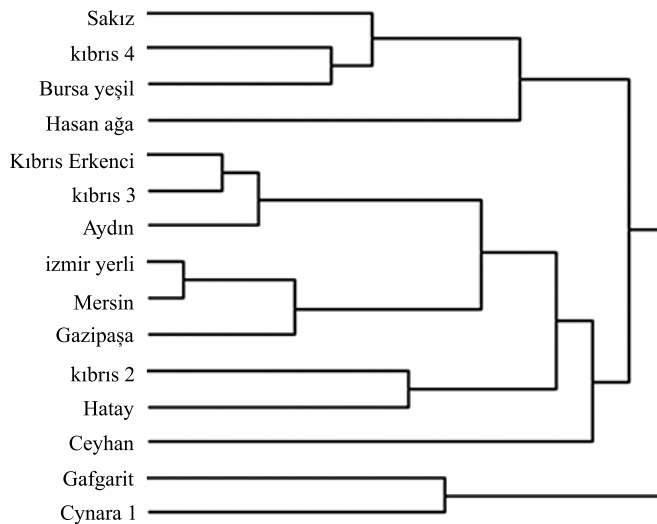 Sakız
kıbrıs 4
Bursa yeşil
Hasan ağa
Kıbrıs Erkenci
kıbrıs 3
Aydın
izmir yerli
Mersin
Gazipaşa
kıbrıs 2
Hatay
Ceyhan
Gafgarit
Cynara 1